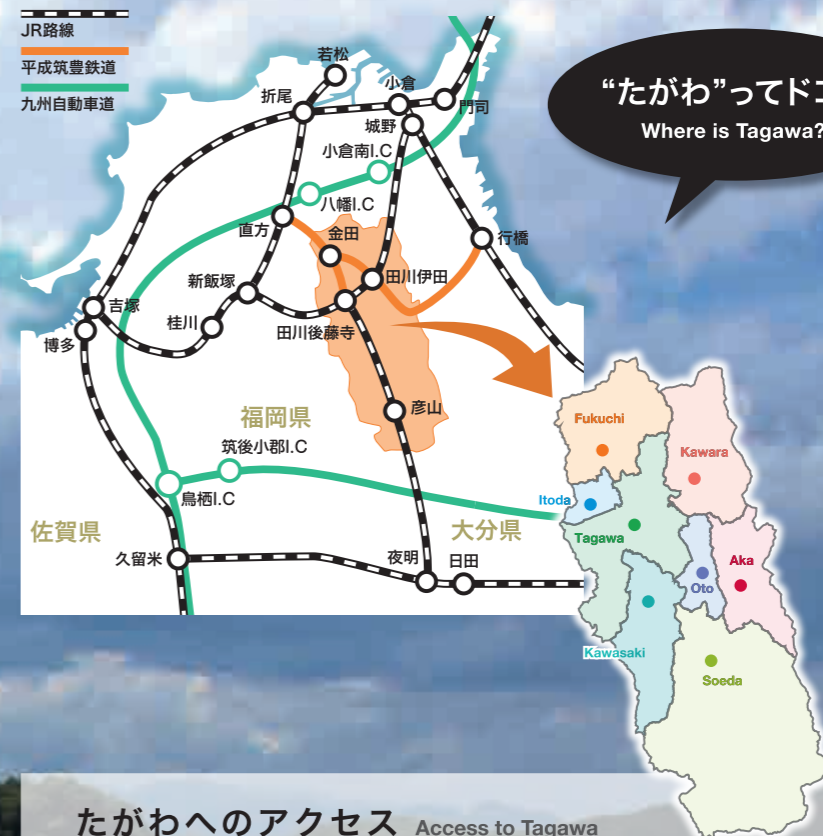 JR路線
平成筑豊鉄道
九州自動車道
“たがわ”ってドコ
Where is Tagawa?
若松
小倉
折尾
門司
城野
小倉南I.C
八幡I.C
直方
金田
行橋
新飯塚
田川伊田
吉塚
桂川
田川後藤寺
博多
彦山
福岡県
筑後小郡I.C
鳥栖I.C
佐賀県
大分県
久留米
夜明
日田
Fukuchi
Kawara
Itoda
Tagawa
Aka
Oto
Kawasaki
Soeda
たがわへのアクセス Access to Tagawa